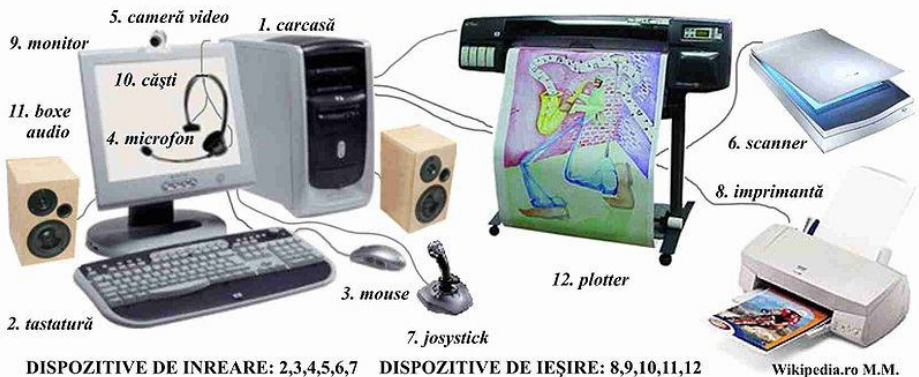 5. cameră video
1. carcasă
9. monitor
10. căşti
11. boxe
audio
4. microfon
6. scanner
8. imprimantă
12. plotter
3. mouse
2. tastatură
7. josystick
DISPOZITIVE DE INREARE: 2,3,4,5,6,7 DISPOZITIVE DE IEŞIRE: 8,9,10,11,12
Wikipedia.ro M.M.